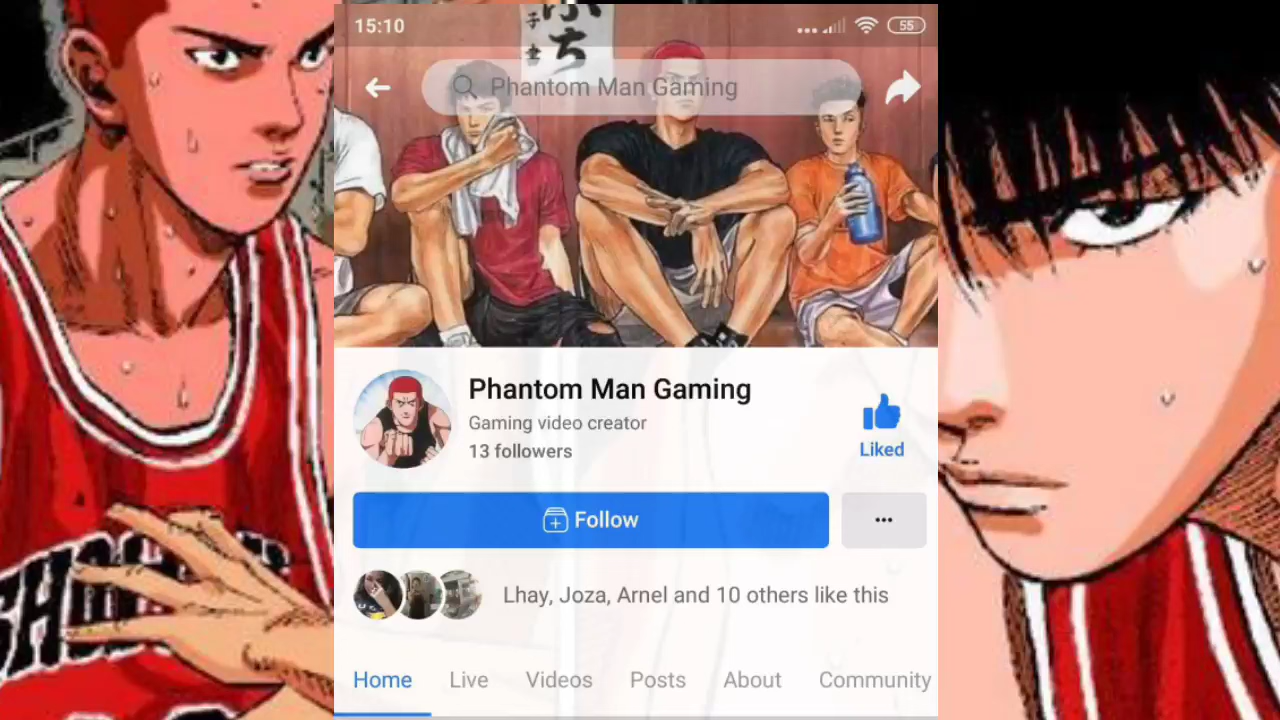 15:10
55
Phantom Man Gaming
Phantom Man Gaming
Gaming video creator
13 followers
Liked
Follow
Lhay, Joza, Arnel and 10 others like this
Home Live Videos Posts About Community